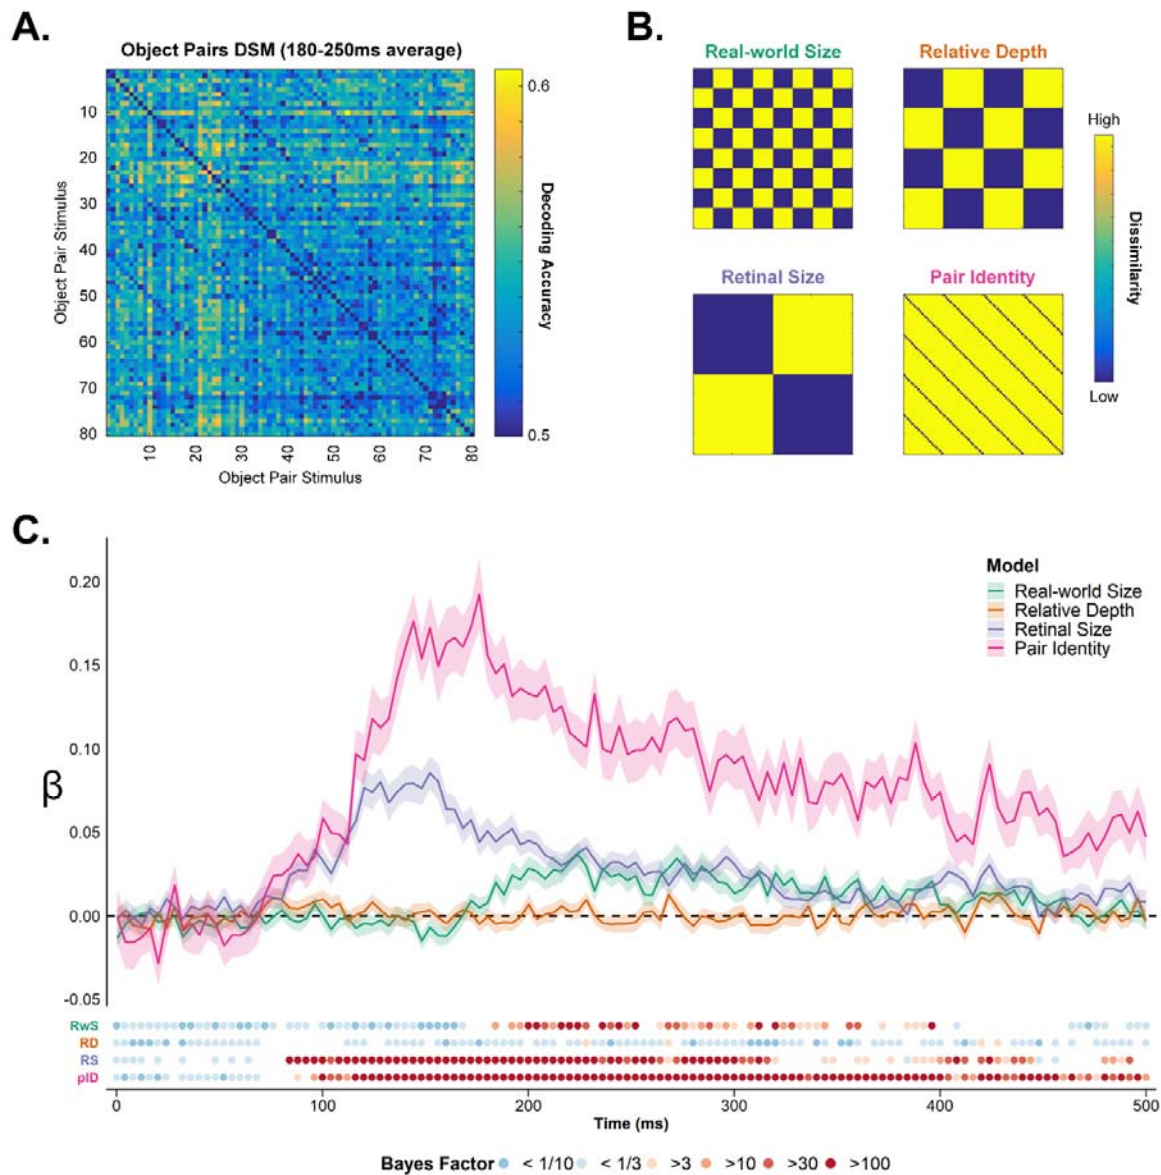 A.
B.
Object Pairs DSM (180-250ms average)
Object Pair Stimulus
10
20
30
40
50
60
70
80
10
20
30
40
50
60
70
80
Object Pair Stimulus
0.6
0.5
Decoding Accuracy
Real-world Size
Relative Depth
Retinal Size
Pair Identity
High
Low
Dissimilarity
C.
0.20
0.15
0.10
0.05
0.00
-0.05
β
Model
Real-world Size
Relative Depth
Retinal Size
Pair Identity
RwS
RD
RS
pID
0
100
200
300
400
500
Time (ms)
Bayes Factor < 1/10 < 1/3 >3 >10 >30 >100